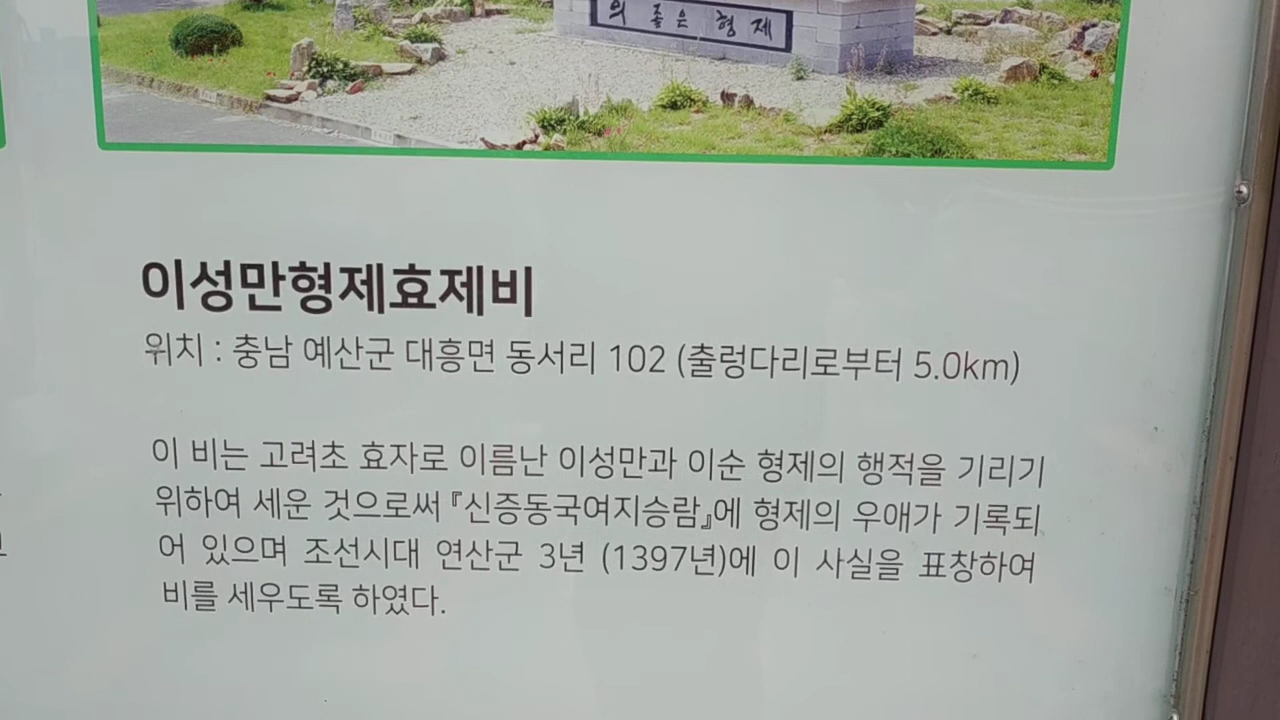 의 좋은 형제
이성만형제효제비
위치 : 충남 예산군 대흥면 동서리 102 (출렁다리로부터 5.0km)
이 비는 고려초 효자로 이름난 이성만과 이순 형제의 행적을 기리기
위하여 세운 것으로써 『신증동국여지승람』에 형제의 우애가 기록되
어 있으며 조선시대 연산군 3년 (1397년)에 이 사실을 표창하여
비를 세우도록 하였다.